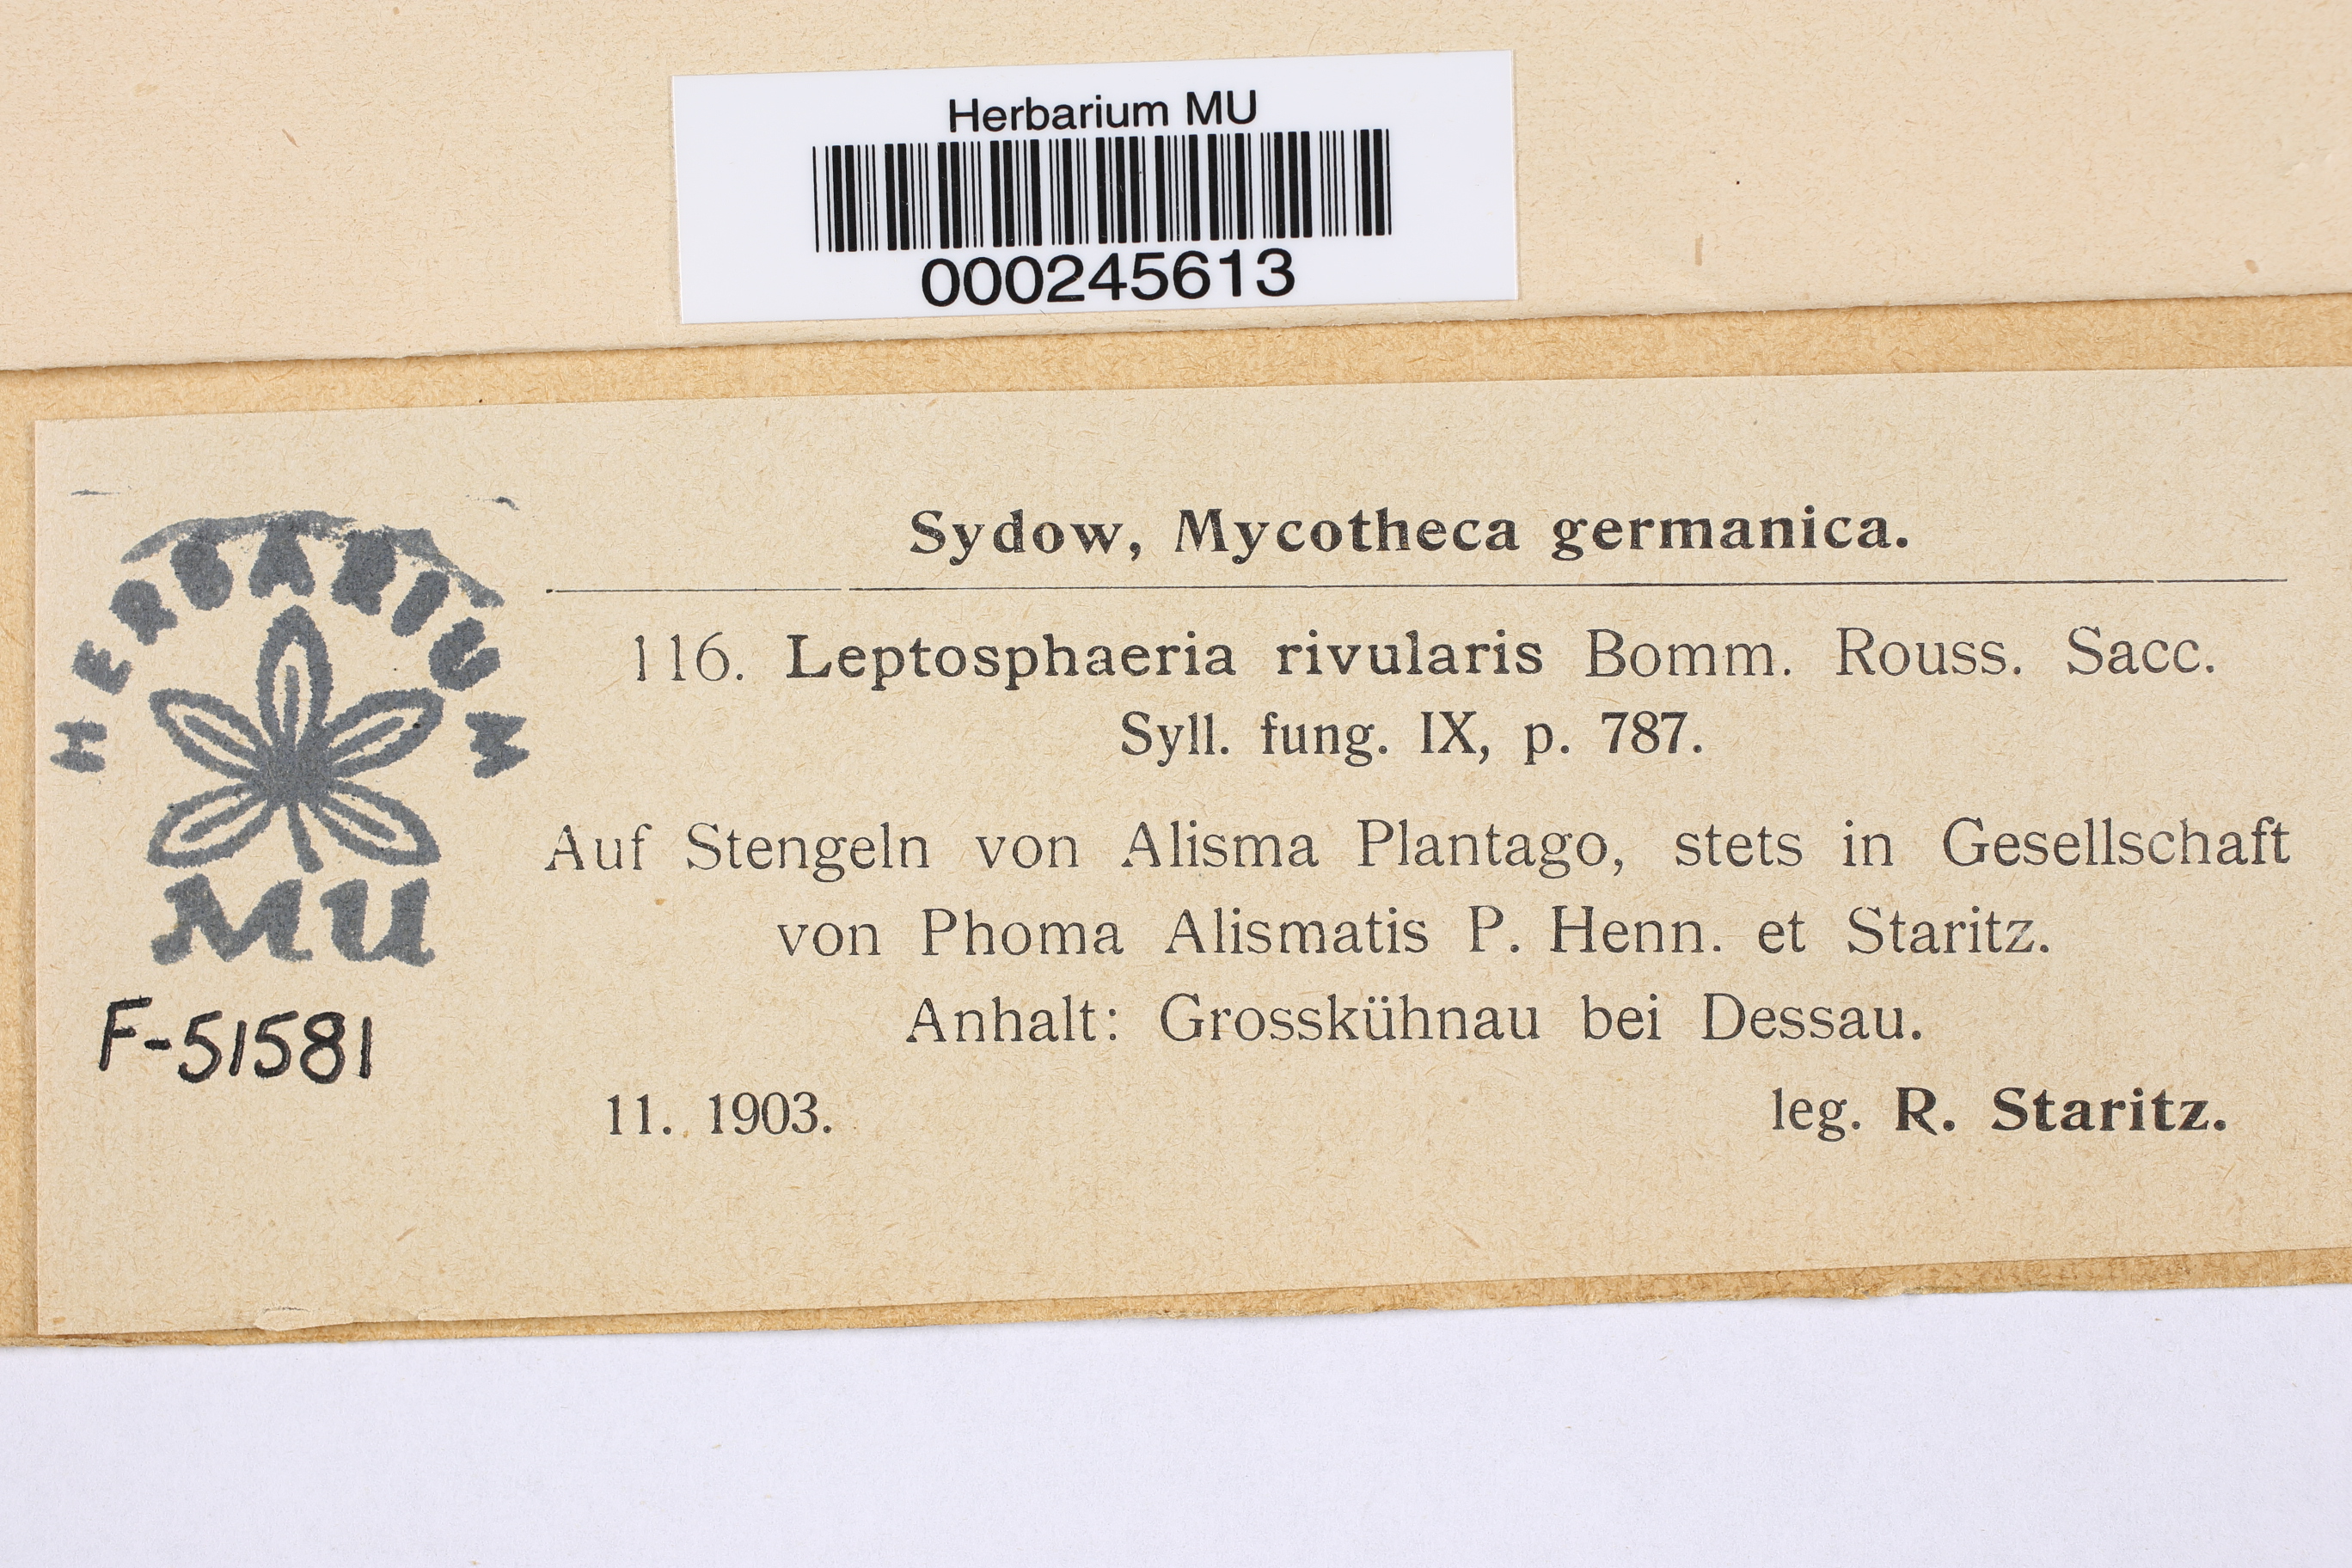 Herbarium MU
000245613
Sydow, Mycotheca germanica.
116. Leptosphaeria rivularis Bomm. Rouss. Sacc.
Syll. fung. IX, p. 787.
Auf Stengeln von Alisma Plantago, stets in Gesellschaft
von Phoma Alismatis P. Henn. et Staritz.
Anhalt: Grosskühnau bei Dessau.
11. 1903. leg. R. Staritz.
HERBARIUM
MU
F-51581